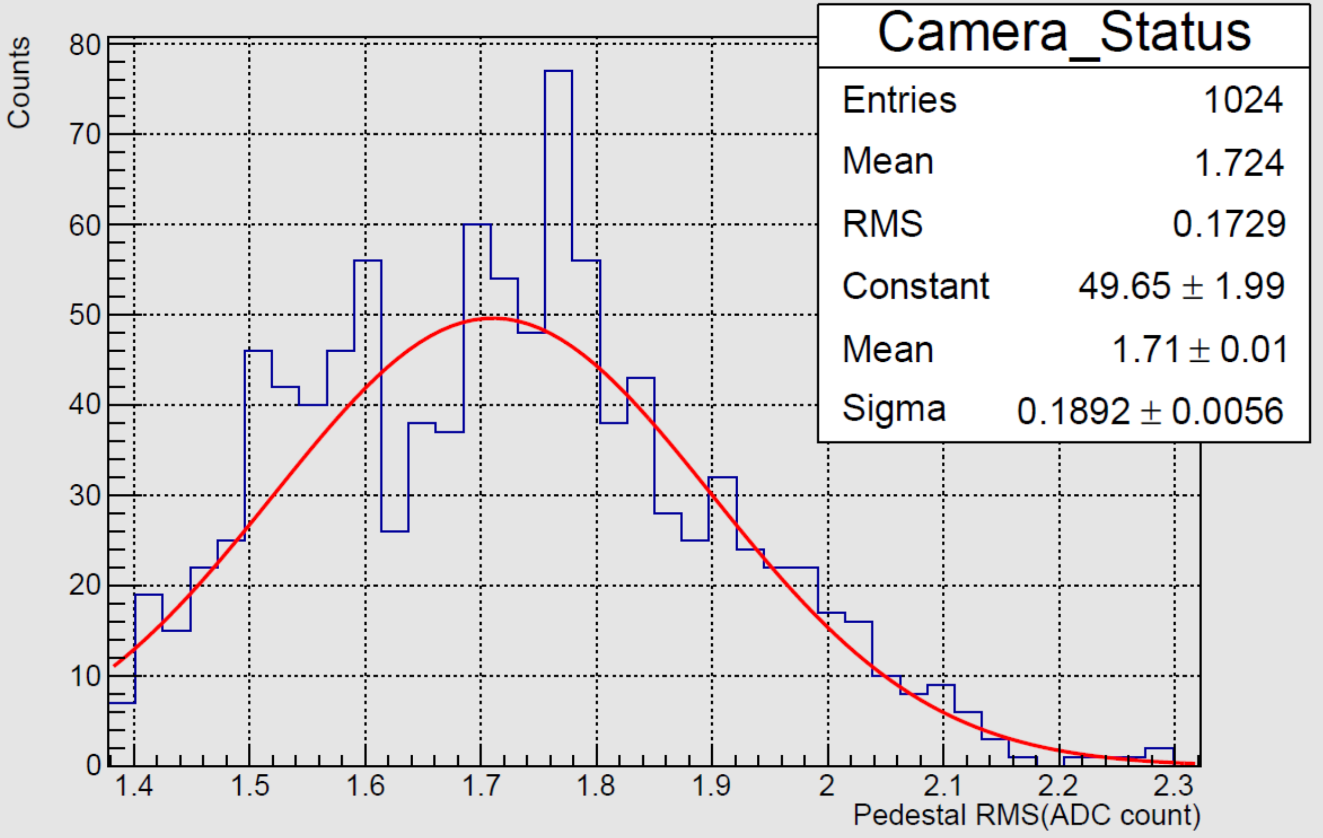 Camera_Status
Entries 1024
Mean 1.724
RMS 0.1729
Constant 49.65 ± 1.99
Mean 1.71 ± 0.01
Sigma 0.1892 ± 0.0056
Counts
80
70
60
50
40
30
20
10
0
1.4 1.5 1.6 1.7 1.8 1.9 2 2.1 2.2 2.3
Pedestal RMS(ADC count)